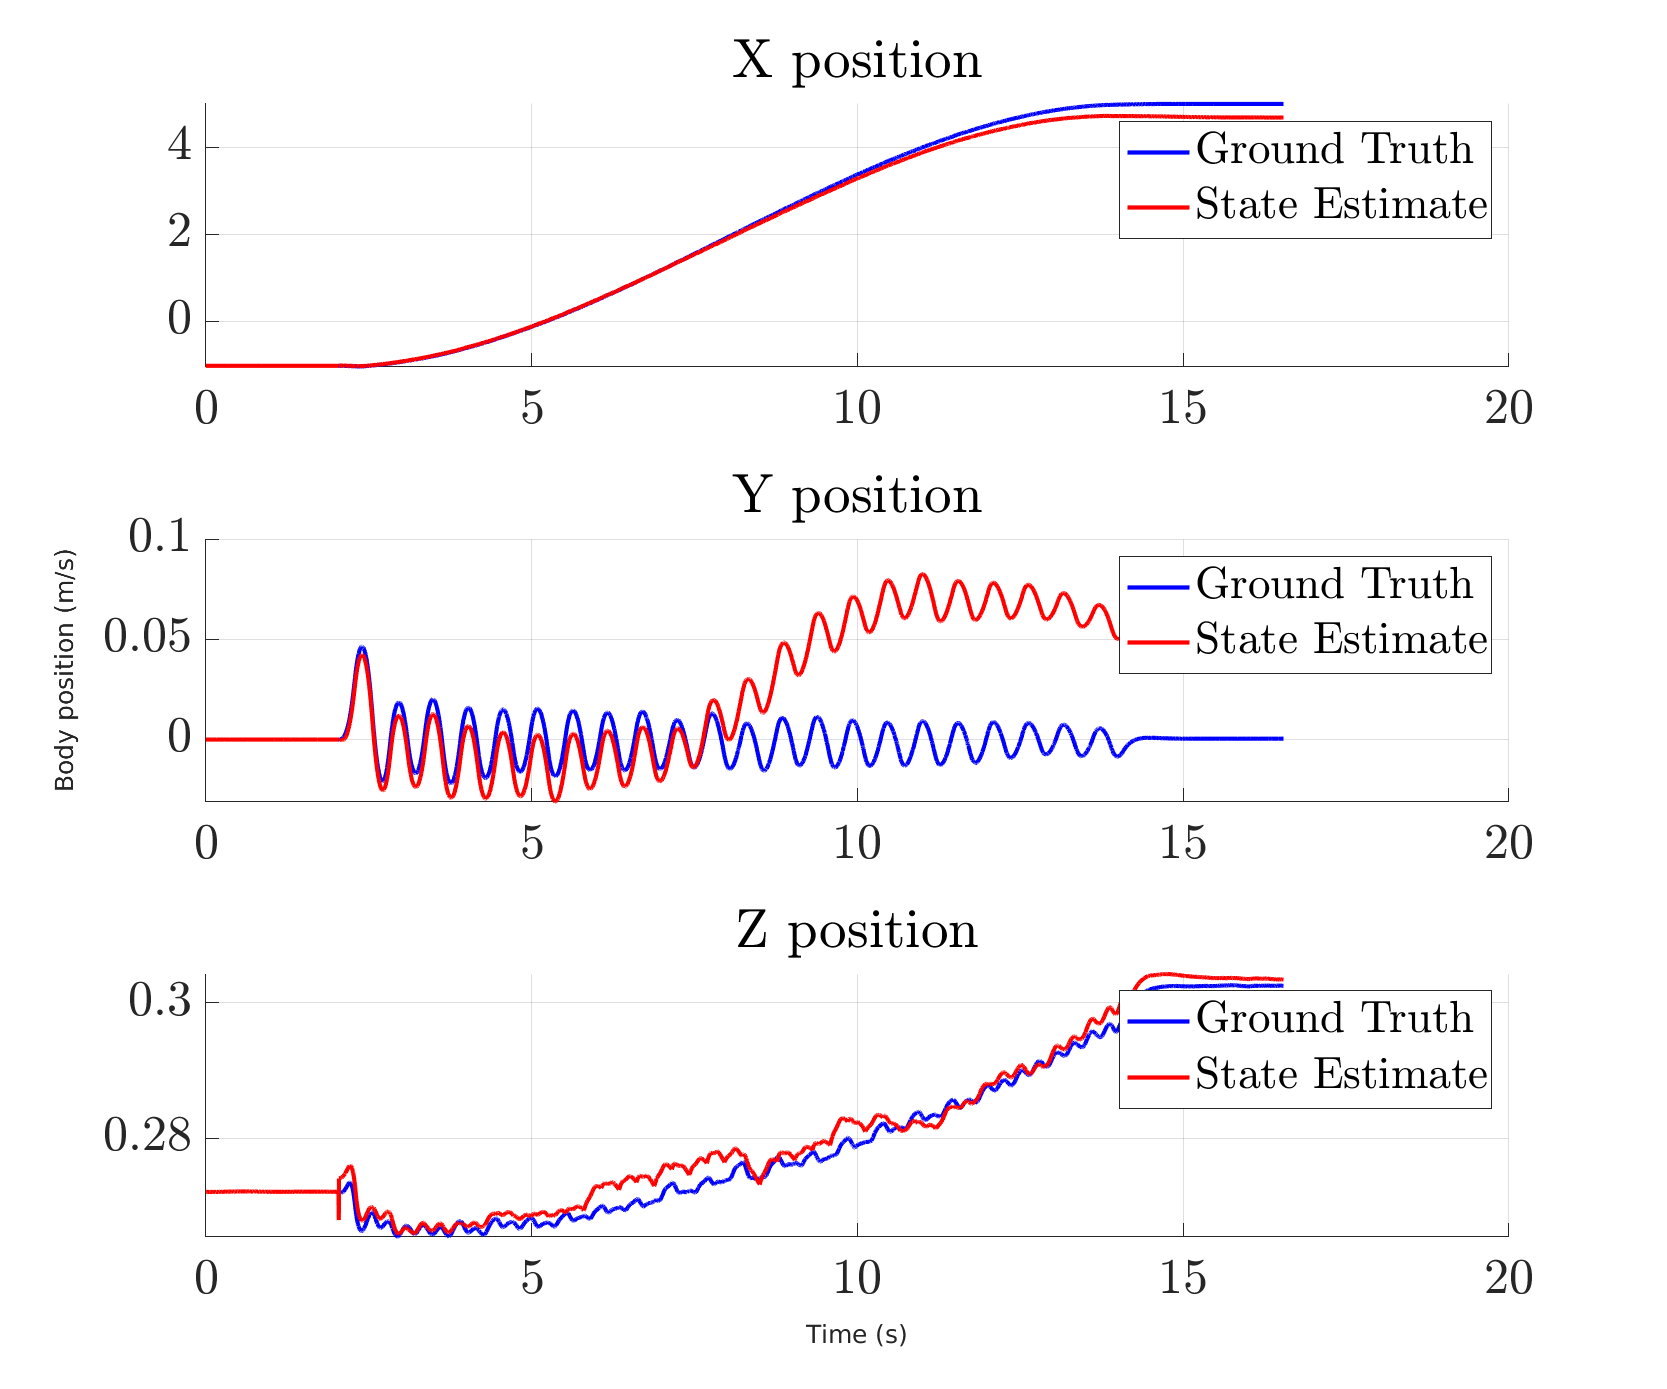 X position
4
2
0
Ground Truth
State Estimate
0 5 10 15 20
Y position
Body position (m/s)
0.1
0.05
0
Ground Truth
State Estimate
0 5 10 15 20
Z position
0.3
0.28
Ground Truth
State Estimate
0 5 10 15 20
Time (s)